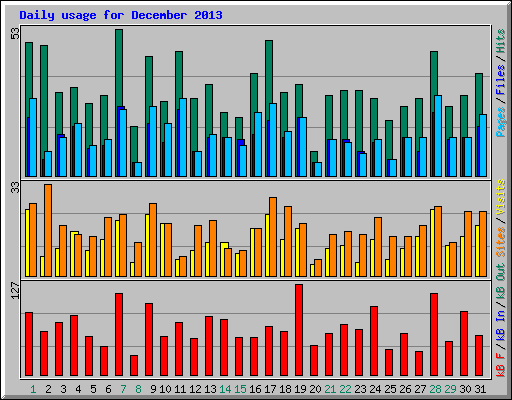 Daily usage for December 2013
53
33
127
Pages / Files / Hits
Sites / Visits
kB F / kB In / kB Out
1 2 3 4 5 6 7 8 9 10 11 12 13 14 15 16 17 18 19 20 21 22 23 24 25 26 27 28 29 30 31